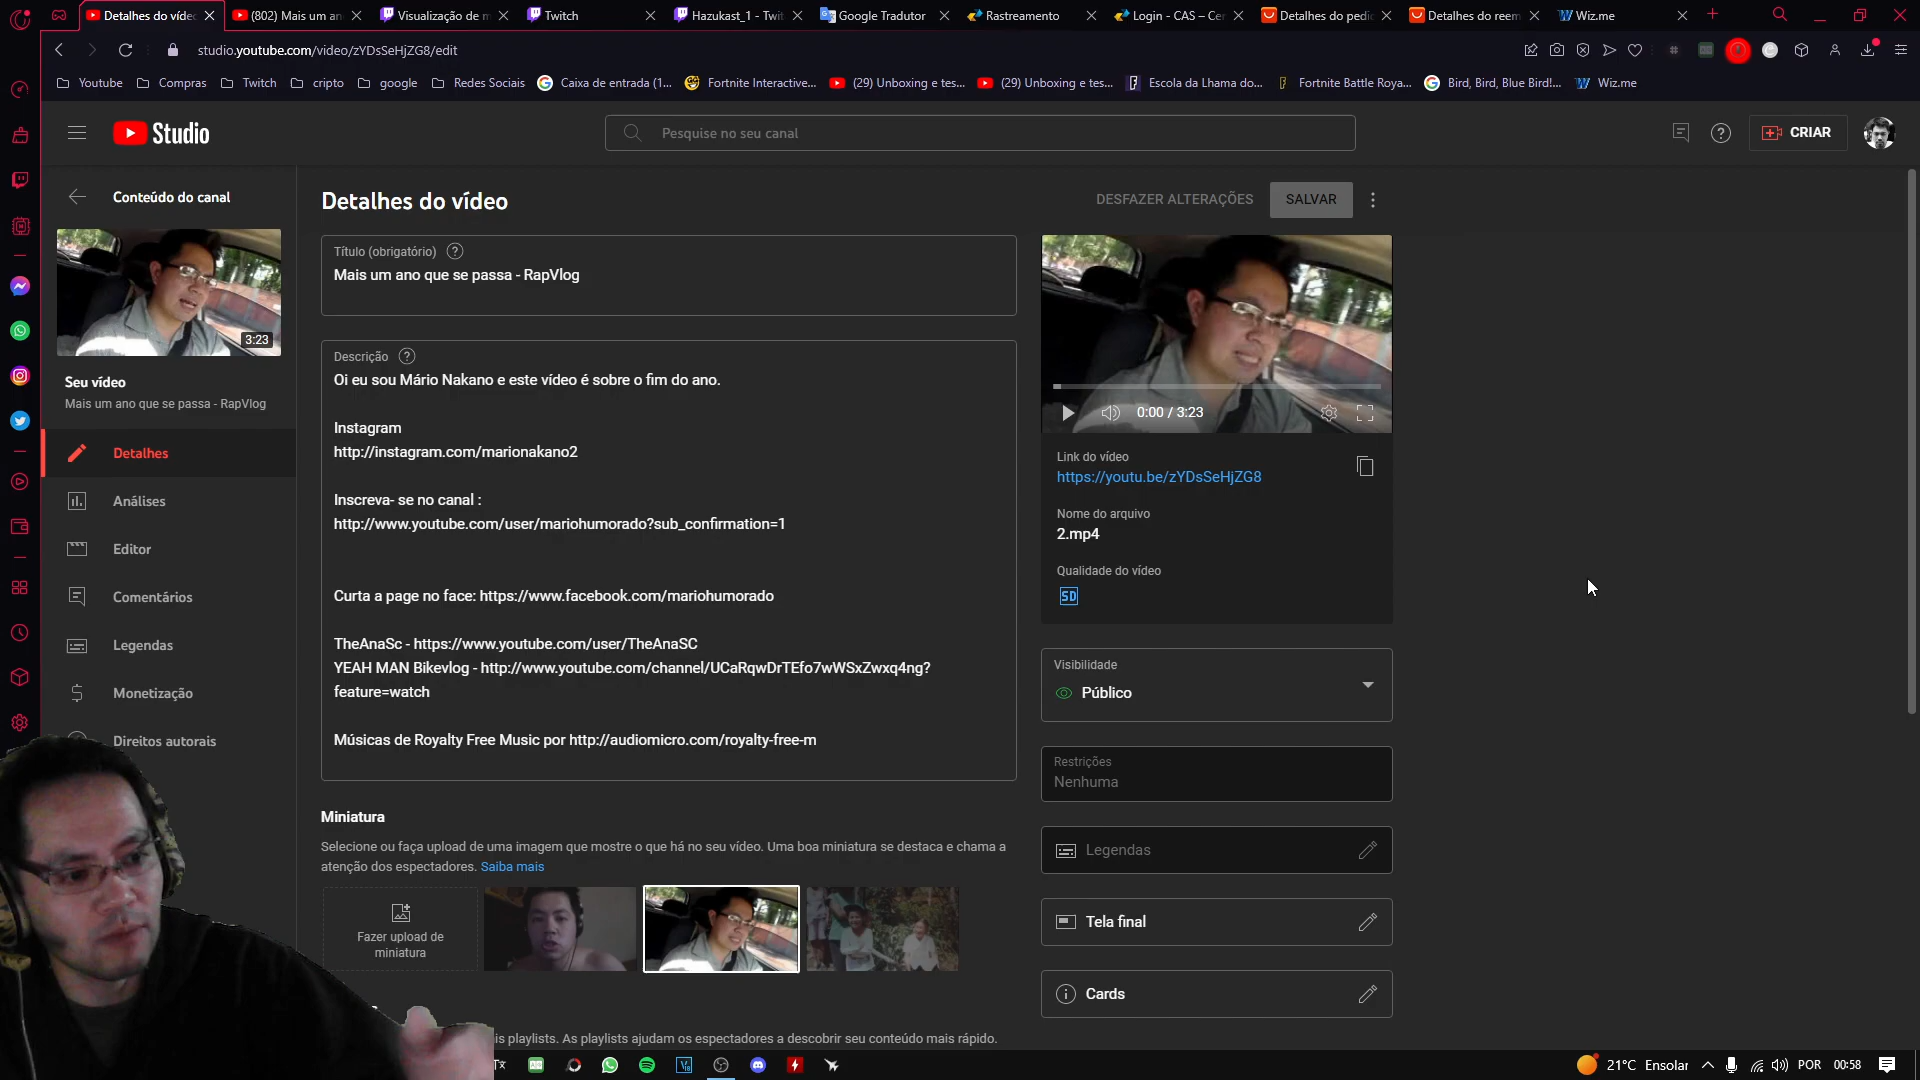 Detalhes do víde
(802) Mais um an
Visualização de m
Twitch
Hazukast_1 - Twit
Google Tradutor
Rastreamento
Login - CAS – Cer
Detalhes do pedid
Detalhes do reem
Wiz.me
studio.youtube.com/video/zYDsSeHjZG8/edit
Youtube
Compras
Twitch
cripto
google
Redes Sociais
Caixa de entrada (1...
Fortnite Interactive...
(29) Unboxing e tes...
(29) Unboxing e tes...
Escola da Lhama do...
Fortnite Battle Roya...
Bird, Bird, Blue Bird!...
Wiz.me
Studio
Pesquise no seu canal
CRIAR
Conteúdo do canal
3:23
Seu vídeo
Mais um ano que se passa - RapVlog
Detalhes
Análises
Editor
Comentários
Legendas
Monetização
Direitos autorais
Detalhes do vídeo
DESFAZER ALTERAÇÕES
SALVAR
Título (obrigatório)
Mais um ano que se passa - RapVlog
Descrição
Oi eu sou Mário Nakano e este vídeo é sobre o fim do ano.
Instagram
http://instagram.com/marionakano2
Inscreva- se no canal :
http://www.youtube.com/user/mariohumorado?sub_confirmation=1
Curta a page no face: https://www.facebook.com/mariohumorado
TheAnaSc - https://www.youtube.com/user/TheAnaSC
YEAH MAN Bikevlog - http://www.youtube.com/channel/UCaRqwDrTEfo7wWSxZwxq4ng?
feature=watch
Músicas de Royalty Free Music por http://audiomicro.com/royalty-free-m
Miniatura
Selecione ou faça upload de uma imagem que mostre o que há no seu vídeo. Uma boa miniatura se destaca e chama a
atenção dos espectadores. Saiba mais
Fazer upload de
miniatura
is playlists. As playlists ajudam os espectadores a descobrir seu conteúdo mais rápido.
0:00 / 3:23
Link do vídeo
https://youtu.be/zYDsSeHjZG8
Nome do arquivo
2.mp4
Qualidade do vídeo
SD
Visibilidade
Público
Restrições
Nenhuma
Legendas
Tela final
Cards
21°C Ensolar
POR
00:58